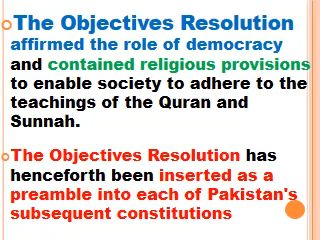 The Objectives Resolution
affirmed the role of democracy
and contained religious provisions
to enable society to adhere to the
teachings of the Quran and
Sunnah.
The Objectives Resolution has
henceforth been inserted as a
preamble into each of Pakistan's
subsequent constitutions